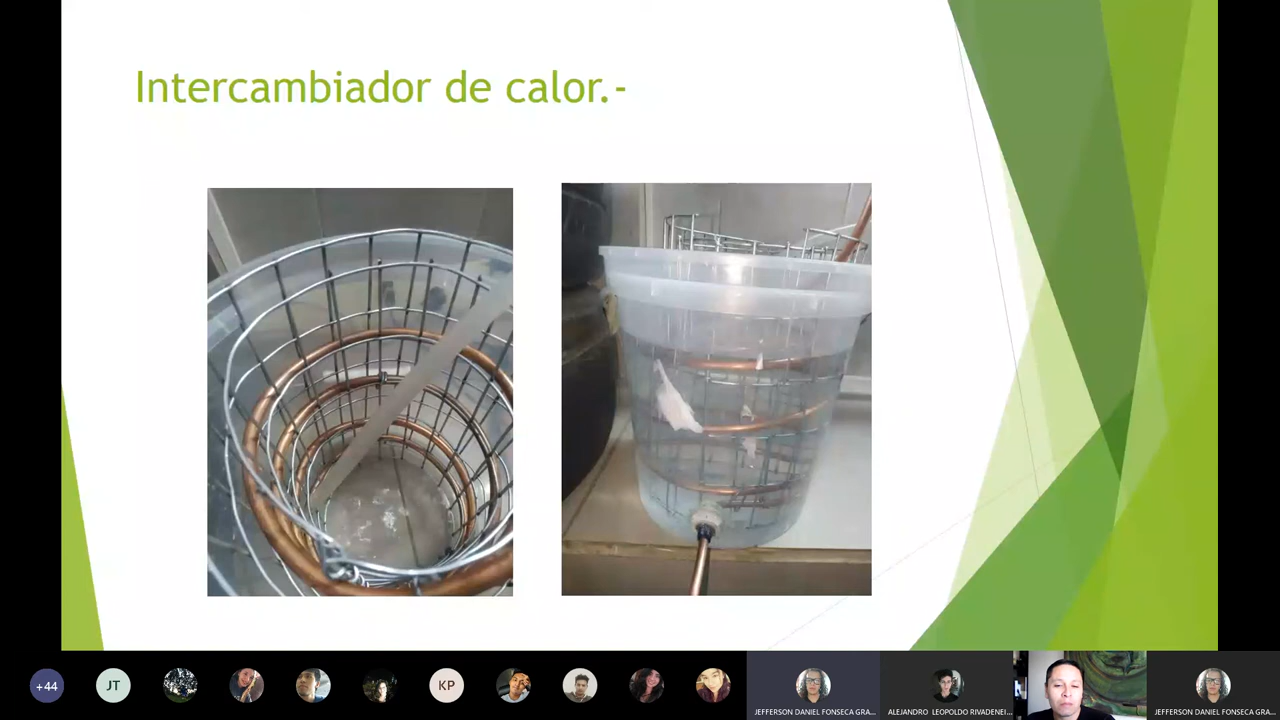 Intercambiador de calor.-
+44
JT
KP
JEFFERSON DANIEL FONSECA GRA...
ALEJANDRO LEOPOLDO RIVADENEI...
JEFFERSON DANIEL FONSECA GRA...